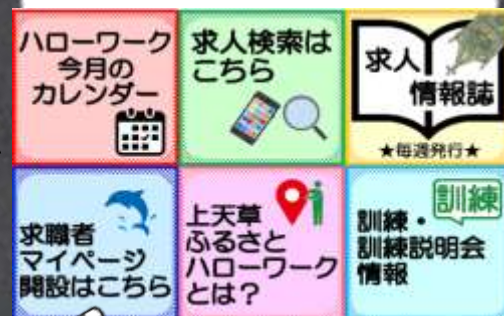 ハローワーク
今月の
カレンダー
求人検索は
こちら
求人
情報誌
★毎週発行★
求職者
マイページ
開設はこちら
上天草
ふるさと
ハローワーク
とは？
訓練
訓練・
訓練説明会
情報